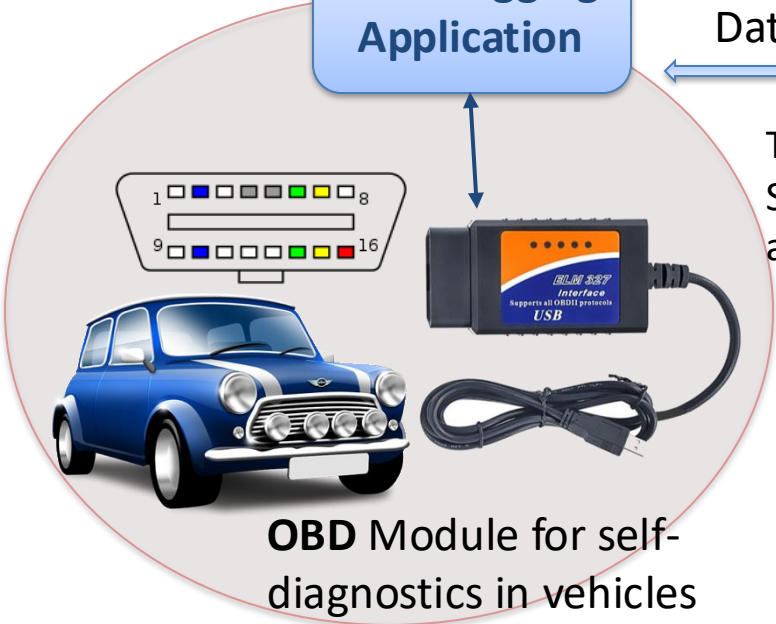 Application
1
8
9
16
ELM 327
Interface
Supports all OBDII protocols
USB
OBD Module for self-
diagnostics in vehicles